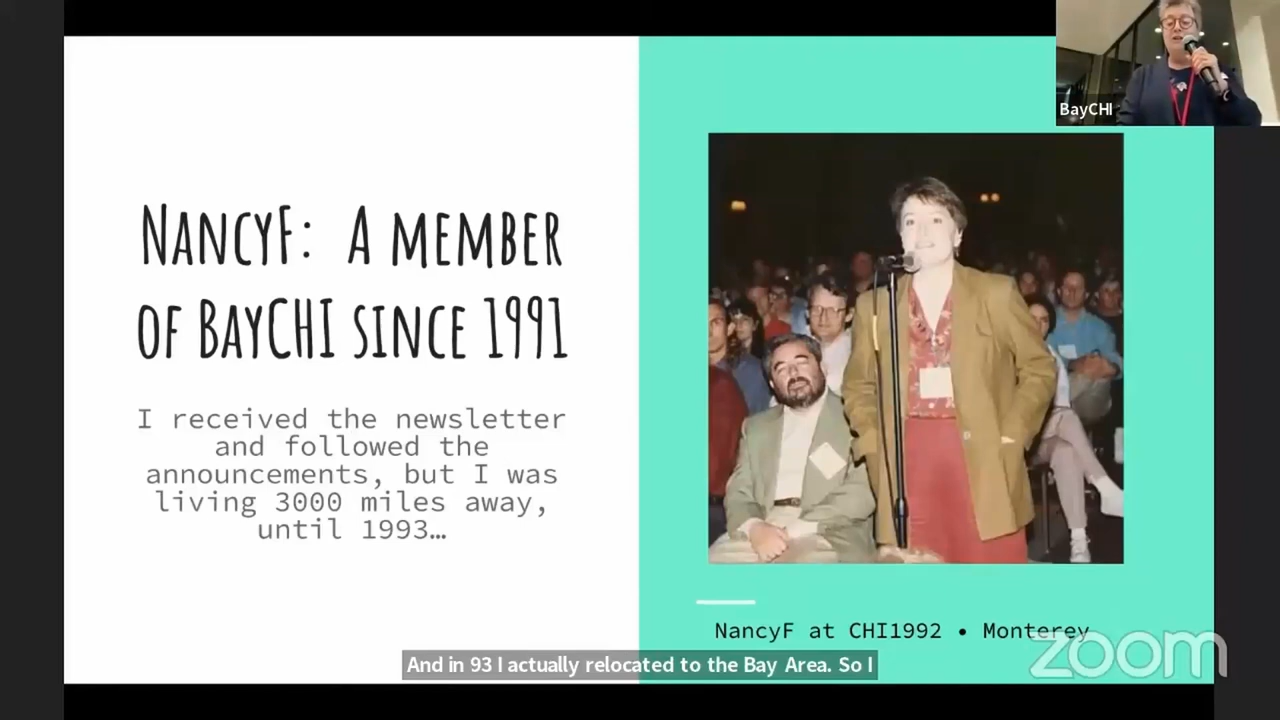 BayCHI
NancyF: A member
of BayCHI since 1991
I received the newsletter
and followed the
announcements, but I was
living 3000 miles away,
until 1993…
NancyF at CHI1992 • Monterey
And in 93 I actually relocated to the Bay Area. So I
zoom